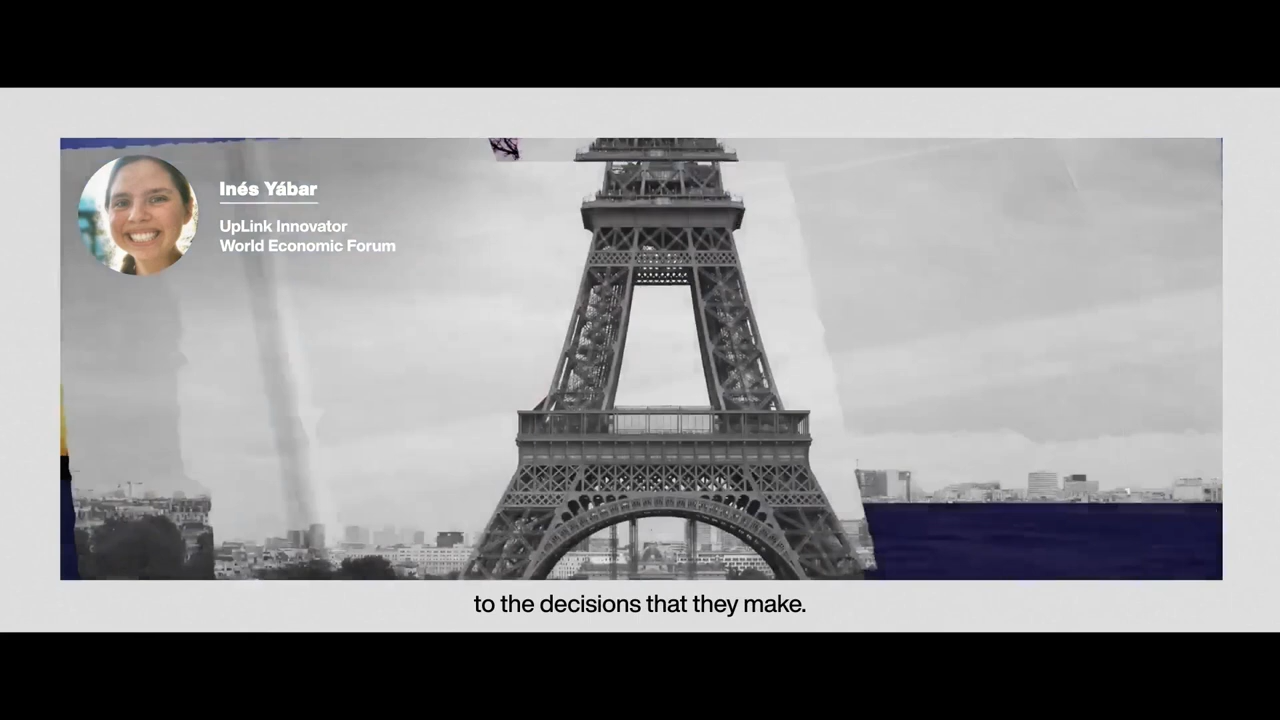 Inés Yábar
UpLink Innovator
World Economic Forum
to the decisions that they make.